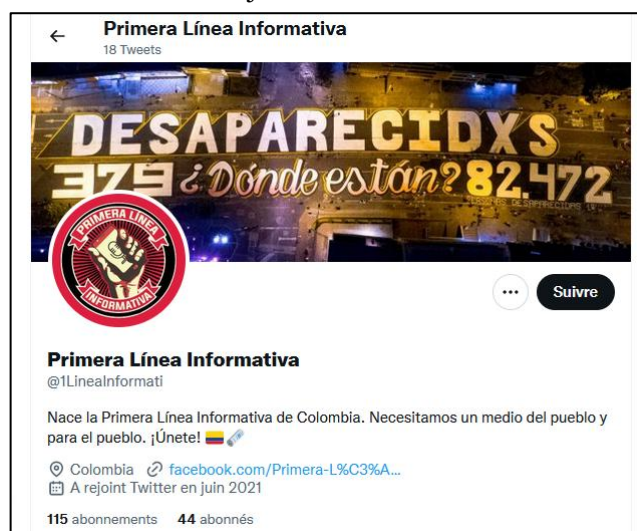 Primera Línea Informativa
18 Tweets
DESAPARECIDXS
379 ¿Dónde están? 82.472
PRIMERA LÍNEA
INFORMATIVA
Suivre
Primera Línea Informativa
@1LineaInformati
Nace la Primera Línea Informativa de Colombia. Necesitamos un medio del pueblo y
para el pueblo. ¡Únete!
Colombia facebook.com/Primera-L%C3%A...
A rejoint Twitter en juin 2021
115 abonnements 44 abonnés